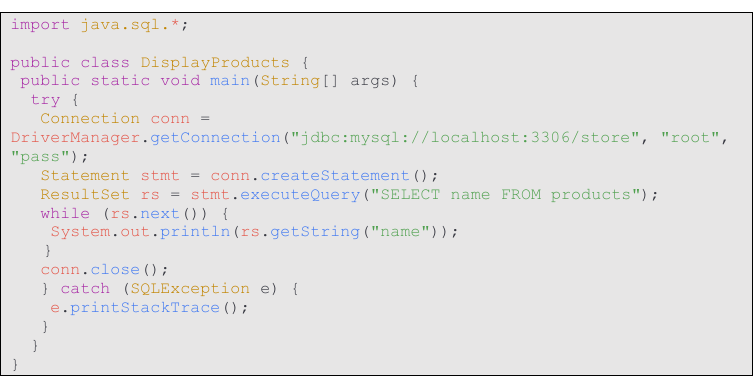 import java.sql.*;

public class DisplayProducts {
 public static void main(String[] args) {
  try {
   Connection conn =
DriverManager.getConnection("jdbc:mysql://localhost:3306/store", "root",
"pass");
   Statement stmt = conn.createStatement();
   ResultSet rs = stmt.executeQuery("SELECT name FROM products");
   while (rs.next()) {
    System.out.println(rs.getString("name"));
   }
   conn.close();
   } catch (SQLException e) {
    e.printStackTrace();
   }
  }
}